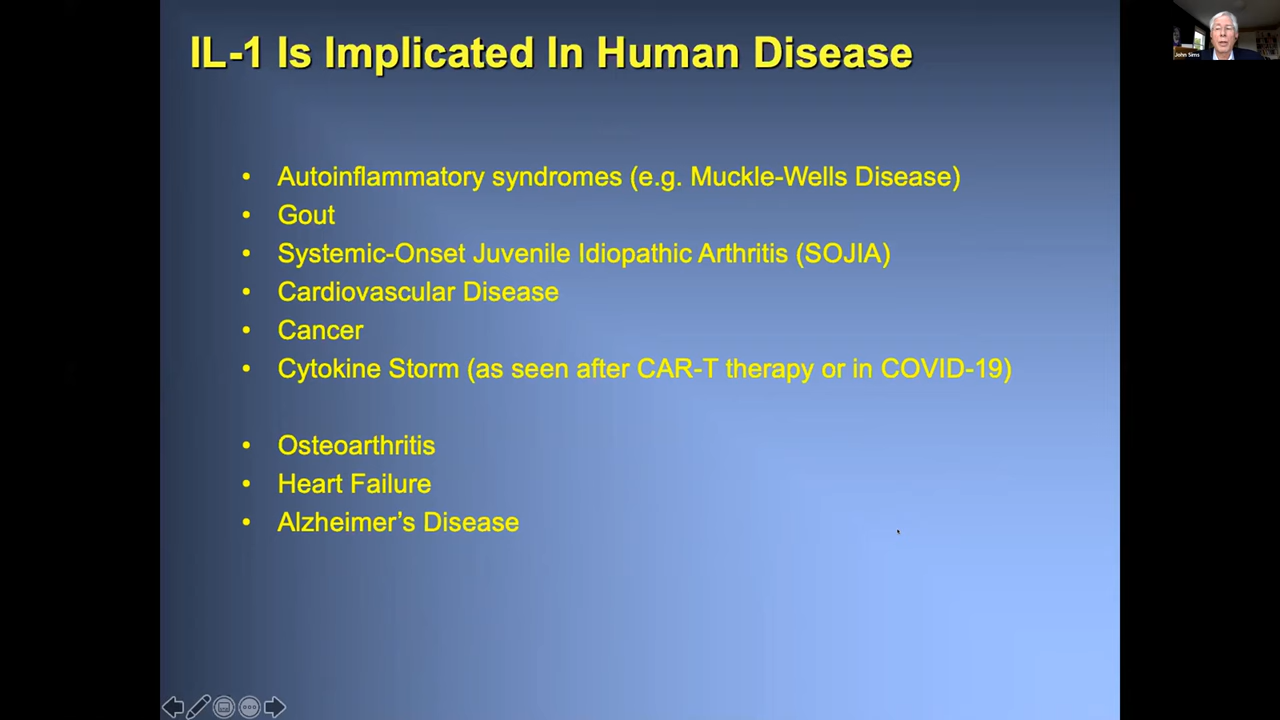 IL-1 Is Implicated In Human Disease
John Sims
• Autoinflammatory syndromes (e.g. Muckle-Wells Disease)
• Gout
• Systemic-Onset Juvenile Idiopathic Arthritis (SOJIA)
• Cardiovascular Disease
• Cancer
• Cytokine Storm (as seen after CAR-T therapy or in COVID-19)
• Osteoarthritis
• Heart Failure
• Alzheimer’s Disease